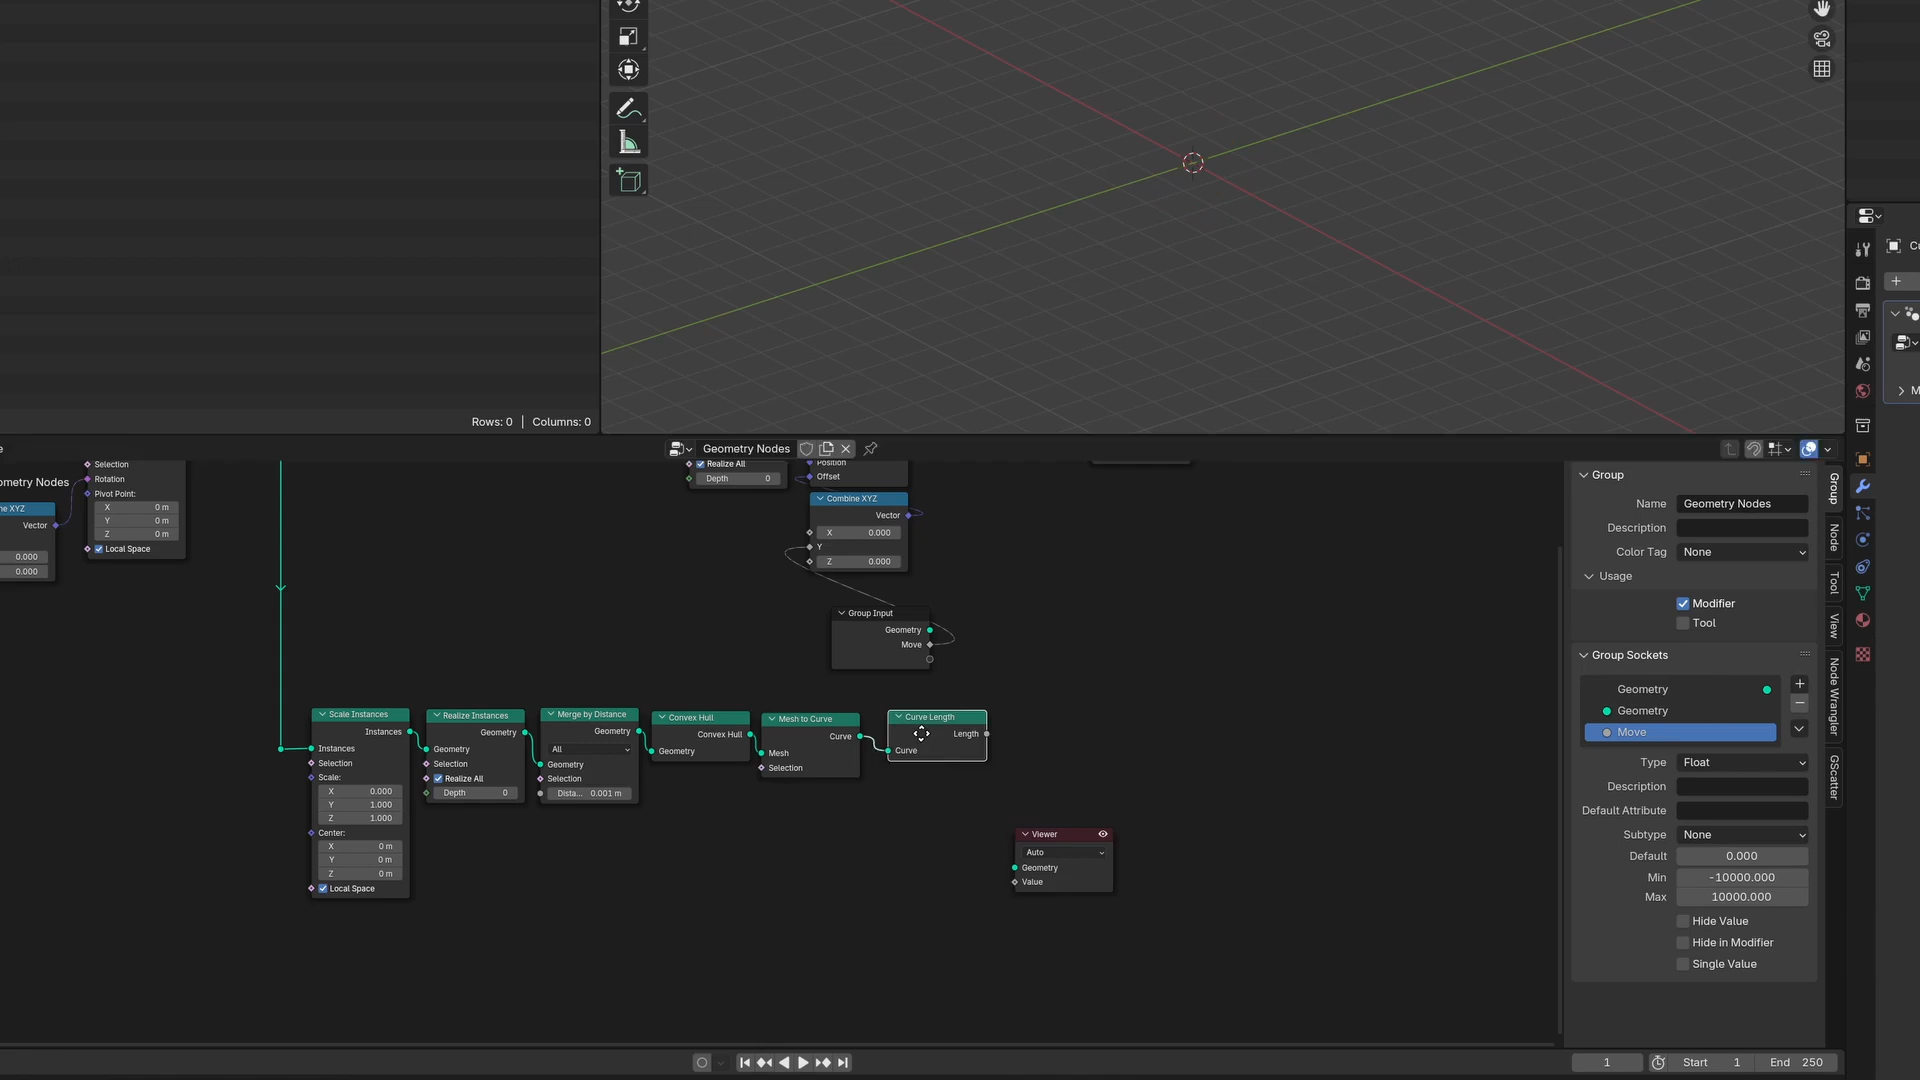 Rows: 0 | Columns: 0
Geometry Nodes
Selection
Rotation
Pivot Point:
X 0 m
Y 0 m
Z 0 m
Local Space
ometry Nodes
ne XYZ
Vector
0.000
0.000
Realize All
Depth 0
Position
Offset
Combine XYZ
Vector
X 0.000
Y
Z 0.000
Group Input
Geometry
Move
Scale Instances
Instances
Instances
Selection
Scale:
X 0.000
Y 1.000
Z 1.000
Center:
X 0 m
Y 0 m
Z 0 m
Local Space
Realize Instances
Geometry
Geometry
Selection
Realize All
Depth 0
Merge by Distance
Geometry
All
Geometry
Selection
Dista... 0.001 m
Convex Hull
Convex Hull
Geometry
Mesh to Curve
Curve
Mesh
Selection
Curve Length
Length
Curve
Viewer
Auto
Geometry
Value
Group
Name Geometry Nodes
Description
Color Tag None
Usage
Modifier
Tool
Group Sockets
Geometry
Geometry
Move
Type Float
Description
Default Attribute
Subtype None
Default 0.000
Min -10000.000
Max 10000.000
Hide Value
Hide in Modifier
Single Value
Group
Node
Tool
View
Node Wrangler
GScatter
Cu
M
1 Start 1 End 250